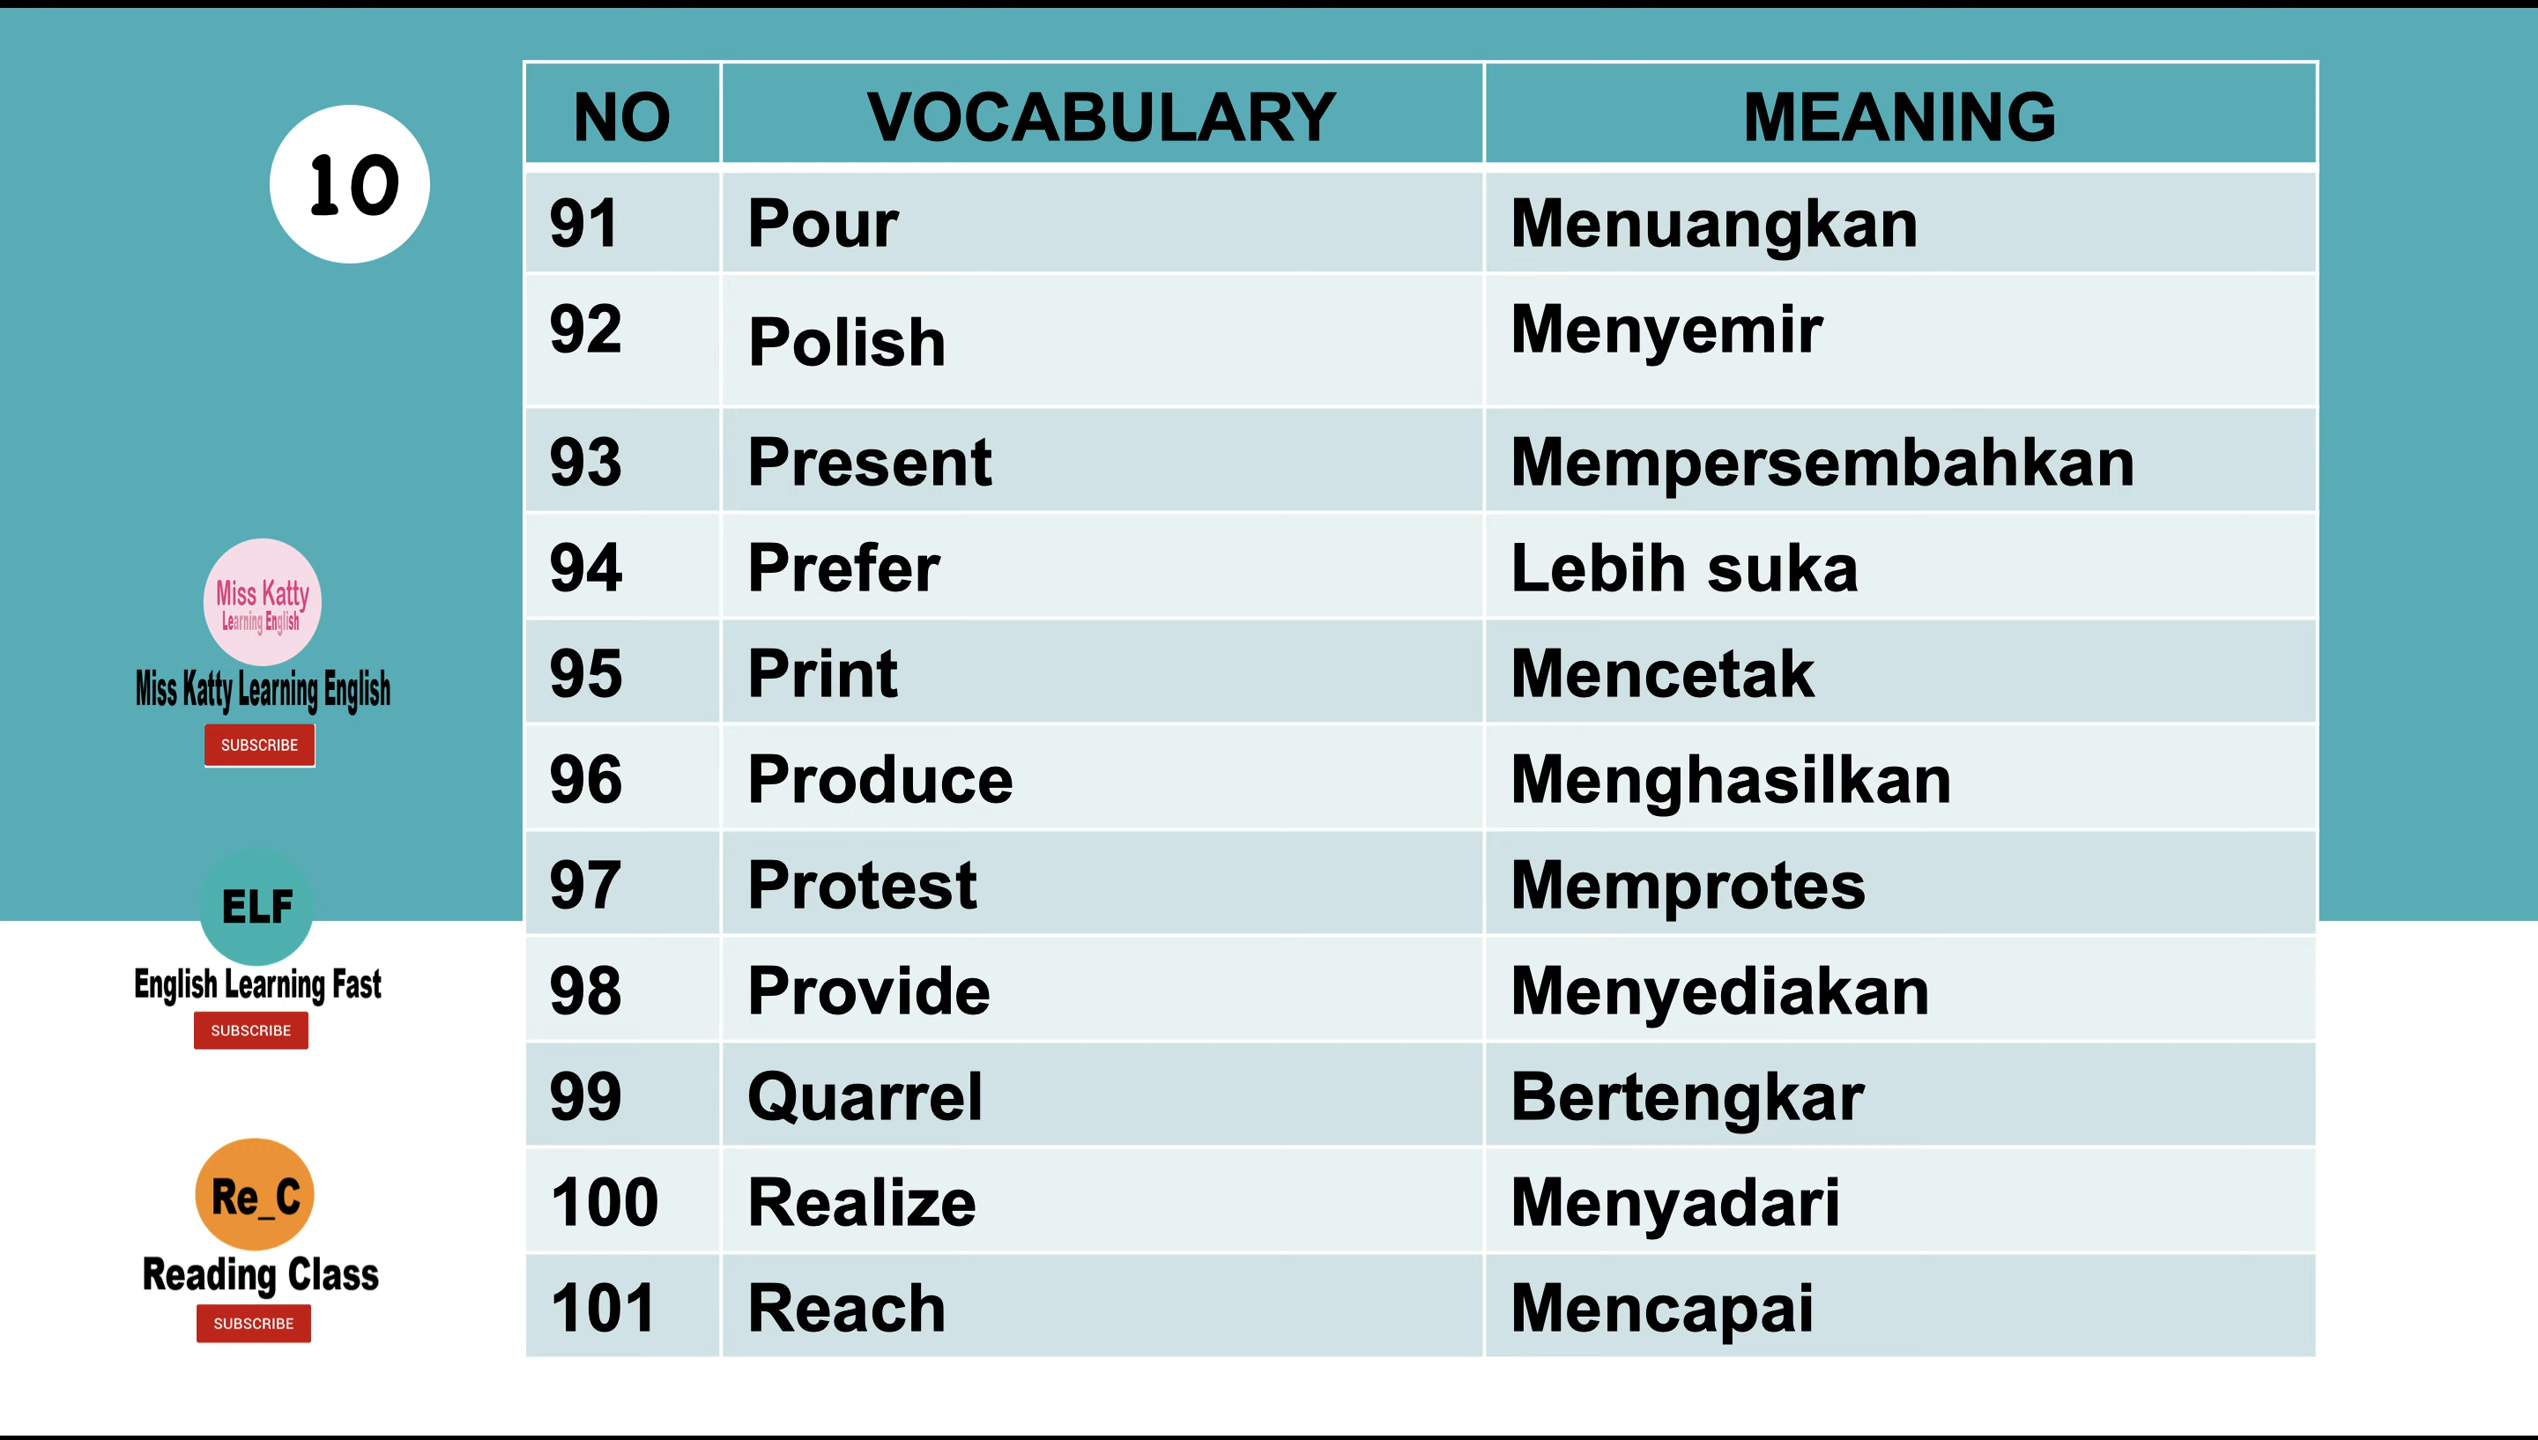 10
NO VOCABULARY MEANING
91 Pour Menuangkan
92 Polish Menyemir
93 Present Mempersembahkan
94 Prefer Lebih suka
95 Print Mencetak
96 Produce Menghasilkan
97 Protest Memprotes
98 Provide Menyediakan
99 Quarrel Bertengkar
100 Realize Menyadari
101 Reach Mencapai
Miss Katty
Learning English
Miss Katty Learning English
SUBSCRIBE
ELF
English Learning Fast
SUBSCRIBE
Re_C
Reading Class
SUBSCRIBE